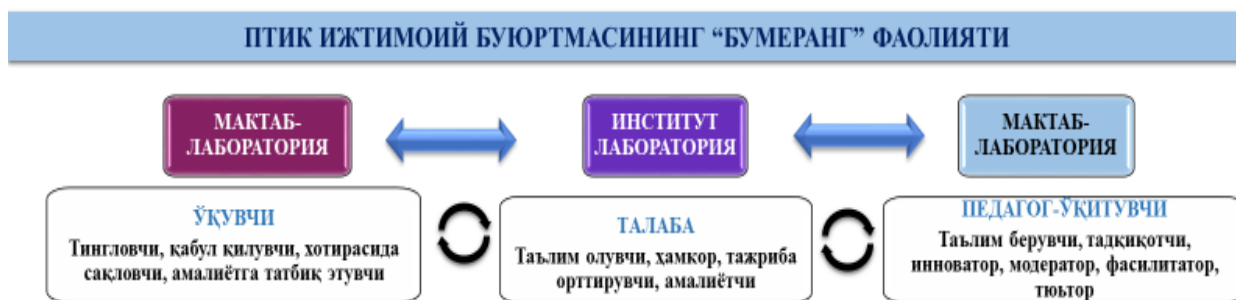 ПТИК ИЖТИМОИЙ БУЮРТМАСИНИНГ “БУМЕРАНГ” ФАОЛИЯТИ
МАКТАБ-
ЛАБОРАТОРИЯ
ИНСТИТУТ
ЛАБОРАТОРИЯ
МАКТАБ-
ЛАБОРАТОРИЯ
ЎҚУВЧИ
Тингловчи, қабул қилувчи, хотирасида
сақловчи, амалиётга татбиқ этувчи
ТАЛАБА
Таълим олувчи, ҳамкор, тажриба
орттирувчи, амалиётчи
ПЕДАГОГ-ЎҚИТУВЧИ
Таълим берувчи, тадқиқотчи,
инноватор, модератор, фасилитатор,
тюьтор